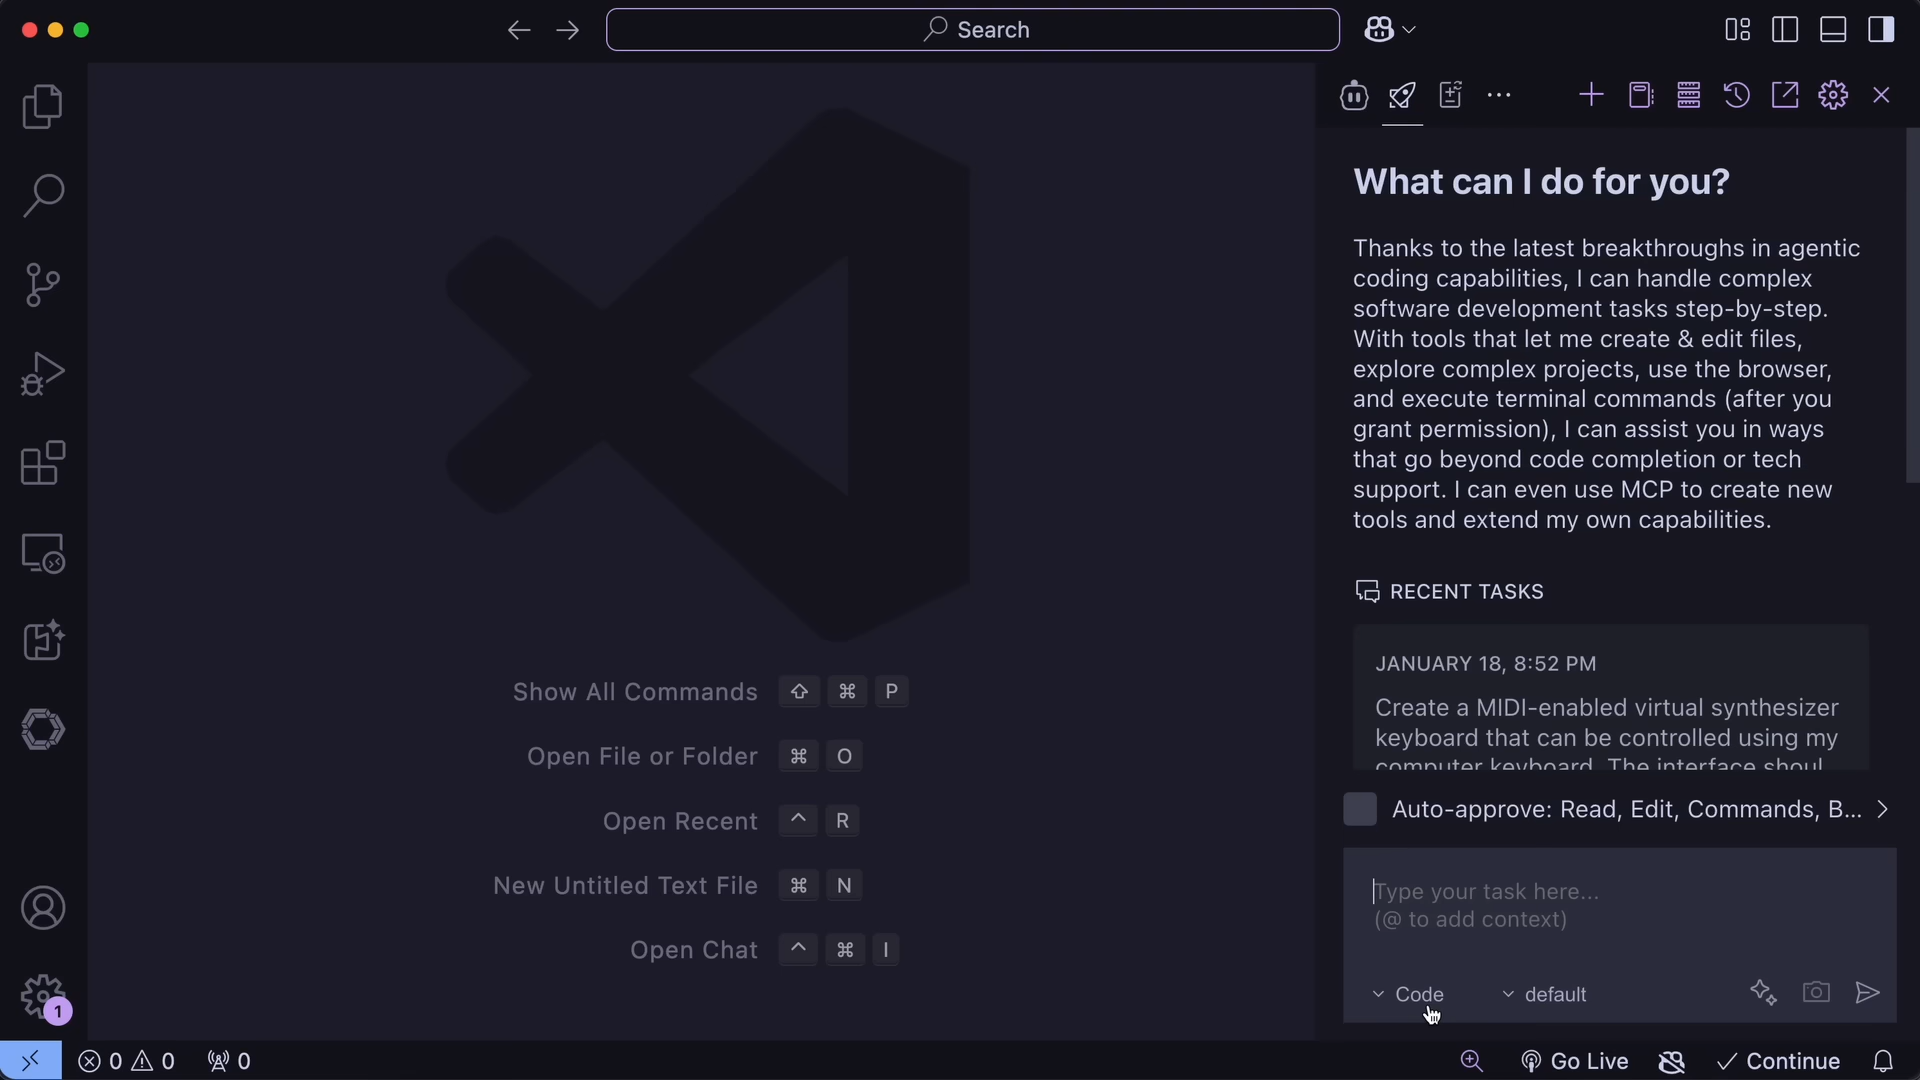 Search
What can I do for you?
Thanks to the latest breakthroughs in agentic
coding capabilities, I can handle complex
software development tasks step-by-step.
With tools that let me create & edit files,
explore complex projects, use the browser,
and execute terminal commands (after you
grant permission), I can assist you in ways
that go beyond code completion or tech
support. I can even use MCP to create new
tools and extend my own capabilities.
RECENT TASKS
JANUARY 18, 8:52 PM
Create a MIDI-enabled virtual synthesizer
keyboard that can be controlled using my
computer keyboard. The interface shoul
Show All Commands ⇧ ⌘ P
Open File or Folder ⌘ O
Open Recent ^ R
New Untitled Text File ⌘ N
Open Chat ^ ⌘ I
Auto-approve: Read, Edit, Commands, B...
Type your task here...
(@ to add context)
Code default
1
0 0 0
Go Live Continue